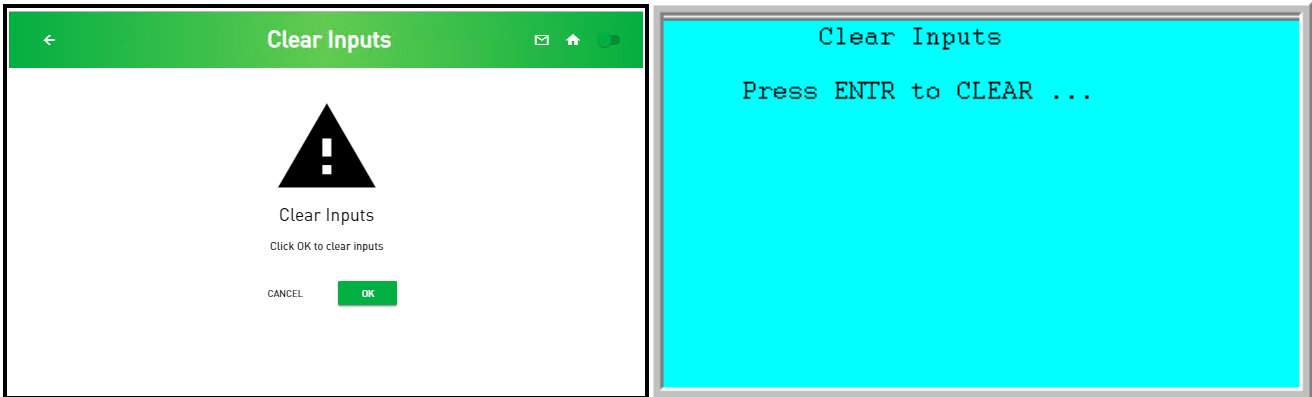 Clear Inputs
Clear Inputs
Click OK to clear inputs
CANCEL OK
Clear Inputs
Press ENTR to CLEAR ...